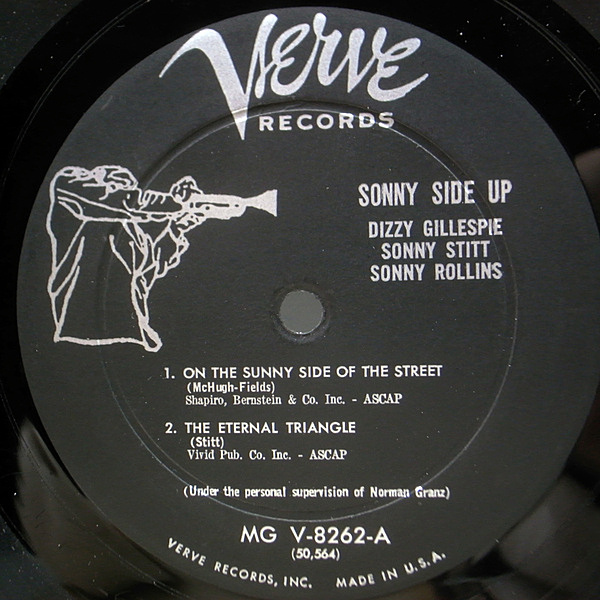 Verve
RECORDS
SONNY SIDE UP
DIZZY GILLESPIE
SONNY STITT
SONNY ROLLINS
1. ON THE SUNNY SIDE OF THE STREET
(McHugh-Fields)
Shapiro, Bernstein & Co. Inc. - ASCAP
2. THE ETERNAL TRIANGLE
(Stitt)
Vivid Pub. Co. Inc. - ASCAP
(Under the personal supervision of Norman Granz)
MG V-8262-A
(50,564)
VERVE RECORDS, INC. MADE IN U.S.A.